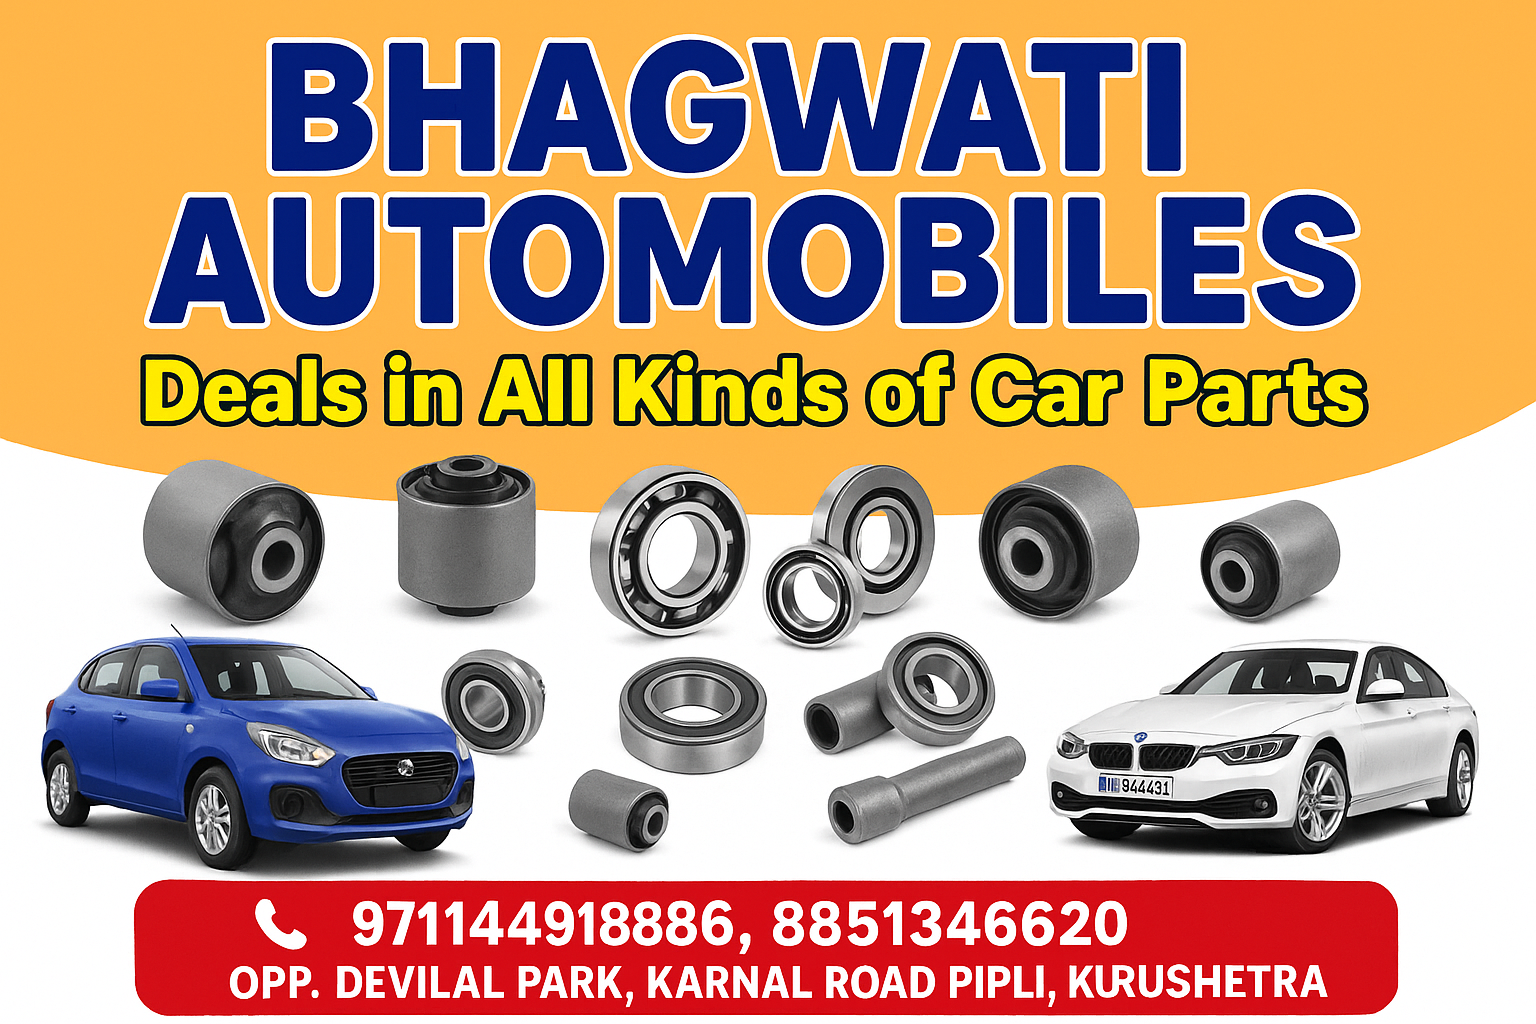 BHAGWATI
AUTOMOBILES
Deals in All Kinds of Car Parts
944431
971144918886, 8851346620
OPP. DEVILAL PARK, KARNAL ROAD PIPLI, KURUSHETRA